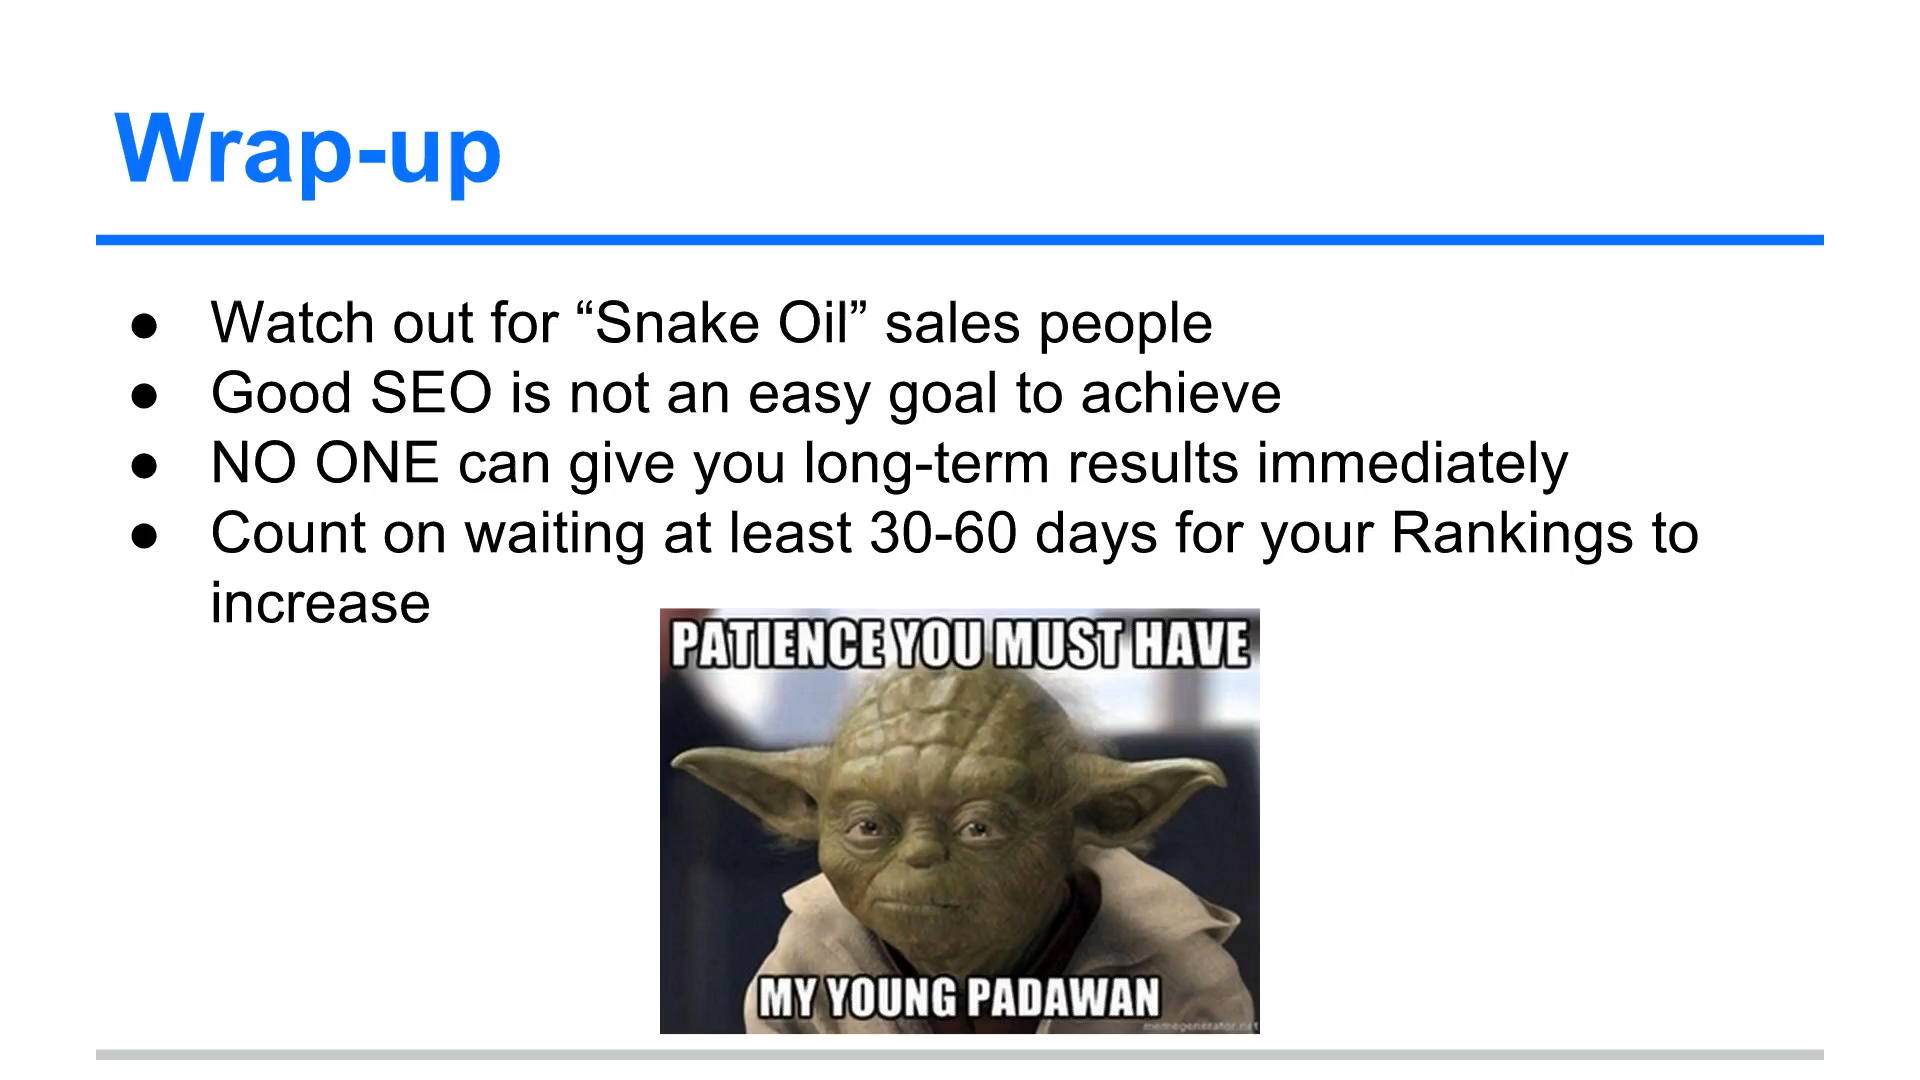 Wrap-up
● Watch out for “Snake Oil” sales people
● Good SEO is not an easy goal to achieve
● NO ONE can give you long-term results immediately
● Count on waiting at least 30-60 days for your Rankings to
increase
PATIENCE YOU MUST HAVE
MY YOUNG PADAWAN
memegenerator.net